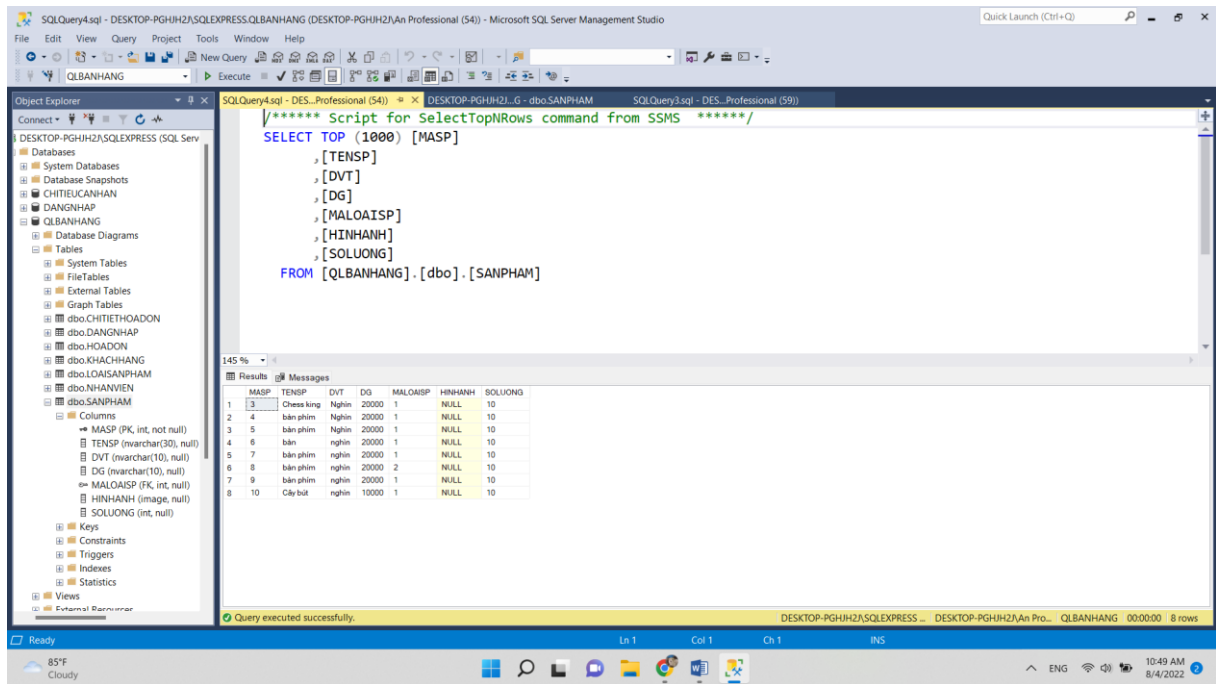 SQLQuery4.sql - DESKTOP-PGHJH2J\SQLEXPRESS.QLBANHANG (DESKTOP-PGHJH2J\An Professional (54)) - Microsoft SQL Server Management Studio
Quick Launch (Ctrl+Q)
File Edit View Query Project Tools Window Help
New Query
QLBANHANG Execute
Object Explorer
SQLQuery4.sql - DES...Professional (54)) DESKTOP-PGHJH2J...G - dbo.SANPHAM SQLQuery3.sql - DES...Professional (59))
Connect
DESKTOP-PGHJH2J\SQLEXPRESS (SQL Serv
Databases
System Databases
Database Snapshots
CHITIEUCANHAN
DANGNHAP
QLBANHANG
Database Diagrams
Tables
System Tables
FileTables
External Tables
Graph Tables
dbo.CHITIETHOADON
dbo.DANGNHAP
dbo.HOADON
dbo.KHACHHANG
dbo.LOAISANPHAM
dbo.NHANVIEN
dbo.SANPHAM
Columns
MASP (PK, int, not null)
TENSP (nvarchar(30), null)
DVT (nvarchar(10), null)
DG (nvarchar(10), null)
MALOAISP (FK, int, null)
HINHANH (image, null)
SOLUONG (int, null)
Keys
Constraints
Triggers
Indexes
Statistics
Views
External Resources
/****** Script for SelectTopNRows command from SSMS ******/
SELECT TOP (1000) [MASP]
,[TENSP]
,[DVT]
,[DG]
,[MALOAISP]
,[HINHANH]
,[SOLUONG]
FROM [QLBANHANG].[dbo].[SANPHAM]
145 %
Results Messages
MASP TENSP DVT DG MALOAISP HINHANH SOLUONG
1 3 Chess king Nghìn 20000 1 NULL 10
2 4 bàn phím Nghìn 20000 1 NULL 10
3 5 bàn phím Nghìn 20000 1 NULL 10
4 6 bàn nghìn 20000 1 NULL 10
5 7 bàn phím nghìn 20000 1 NULL 10
6 8 bàn phím nghìn 20000 2 NULL 10
7 9 bàn phím nghìn 20000 1 NULL 10
8 10 Cây bút nghìn 10000 1 NULL 10
Query executed successfully.
DESKTOP-PGHJH2J\SQLEXPRESS ... DESKTOP-PGHJH2J\An Pro... QLBANHANG 00:00:00 8 rows
Ready Ln 1 Col 1 Ch 1 INS
85°F
Cloudy
ENG
10:49 AM
8/4/2022
2